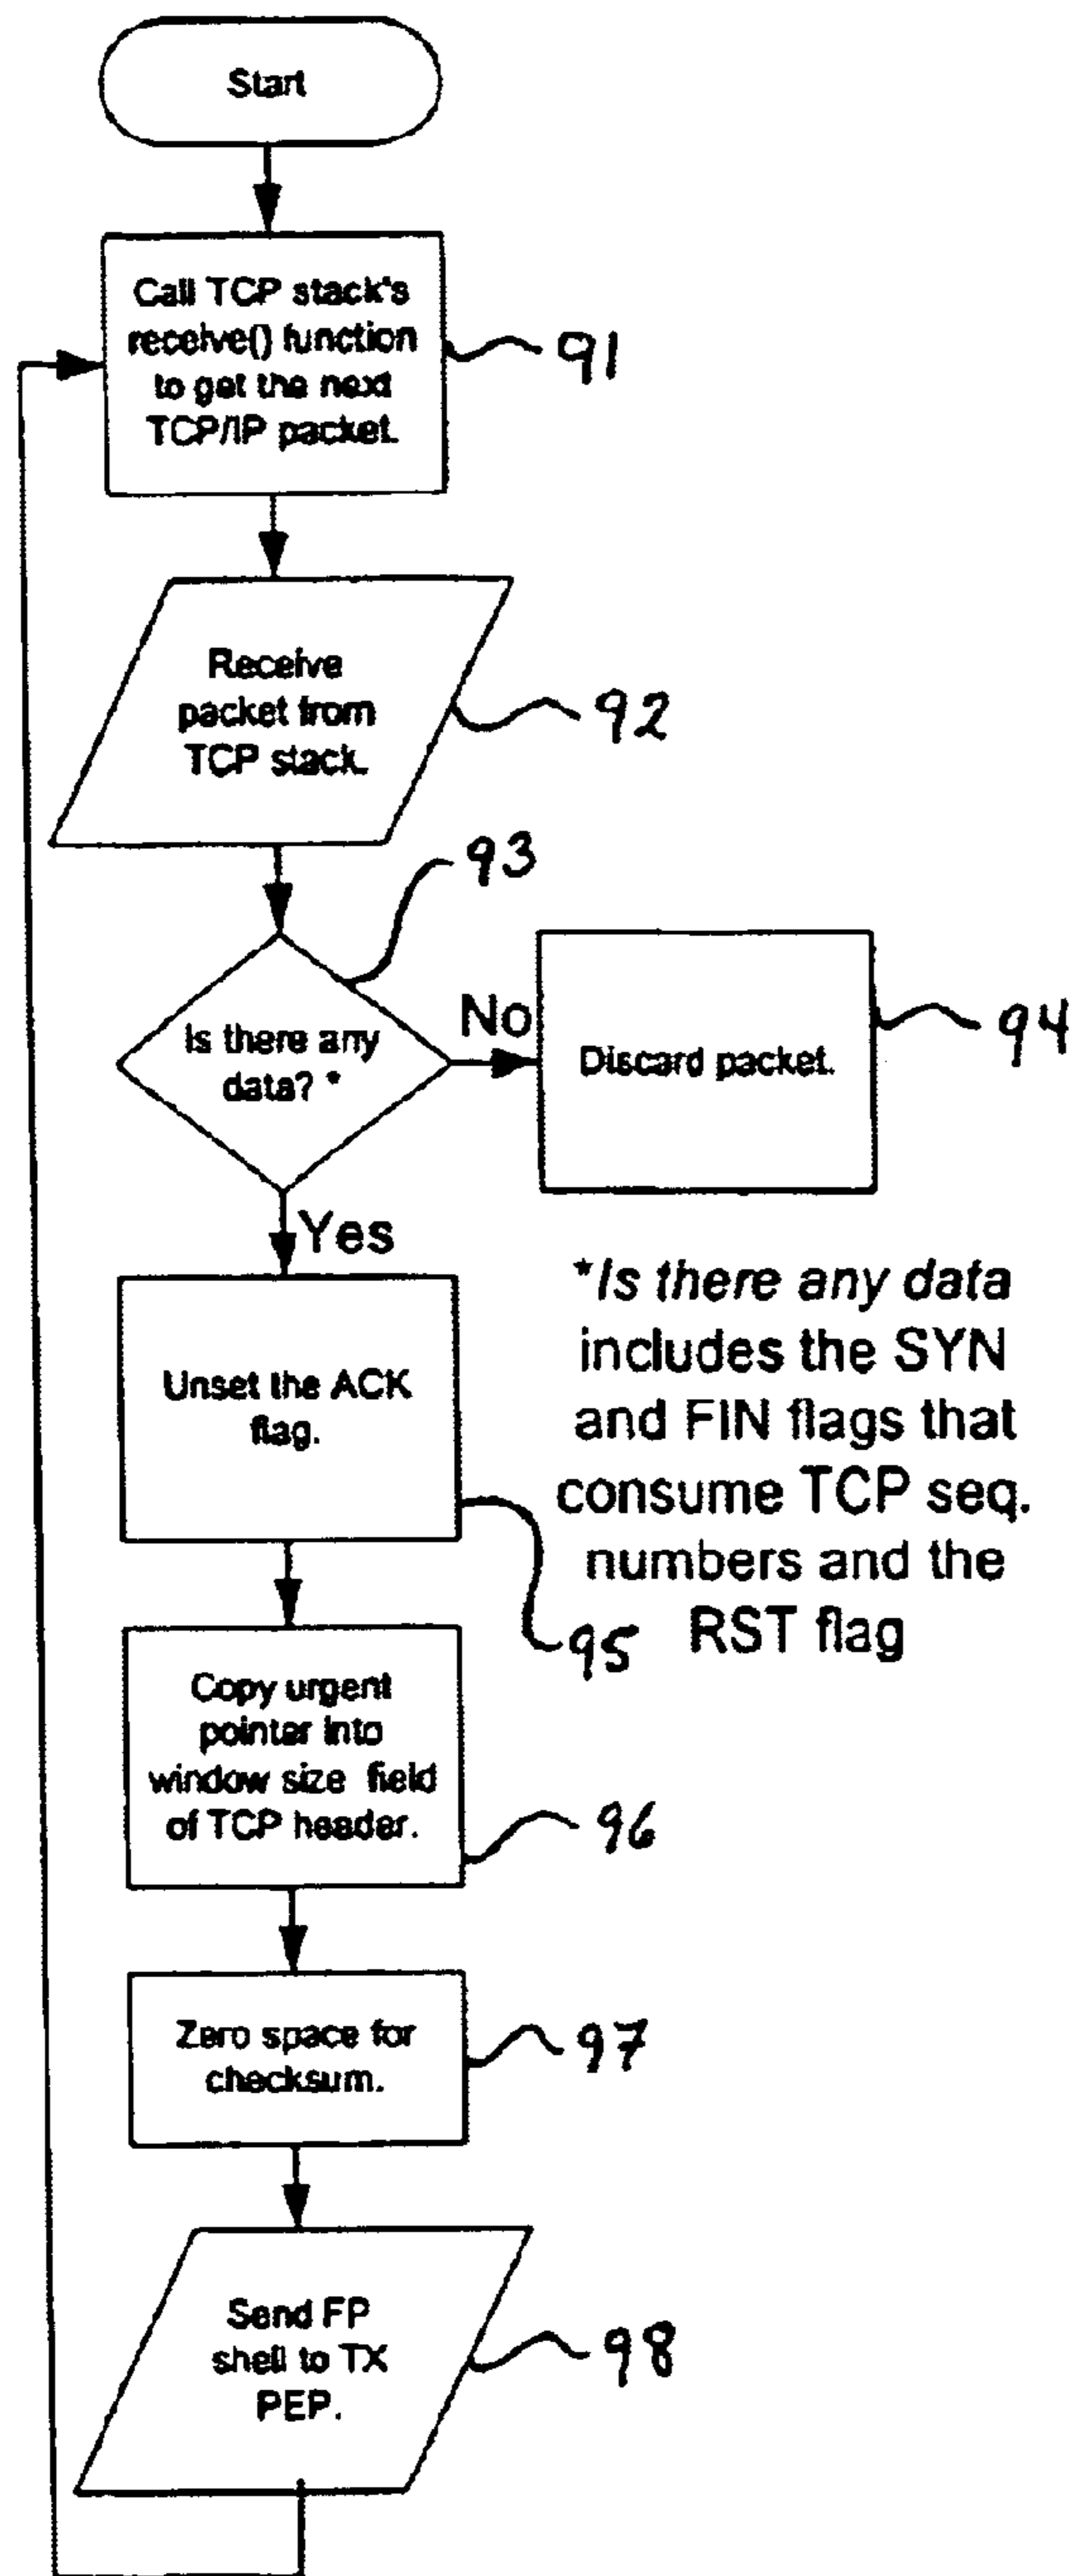 Start
Call TCP stack's
receive() function
to get the next
TCP/IP packet.
91
Receive
packet from
TCP stack.
92
93
Is there any
data? *
No
Discard packet.
94
Yes
Unset the ACK
flag.
95
*Is there any data
includes the SYN
and FIN flags that
consume TCP seq.
numbers and the
RST flag
Copy urgent
pointer into
window size field
of TCP header.
96
Zero space for
checksum.
97
Send FP
shell to TX
PEP.
98